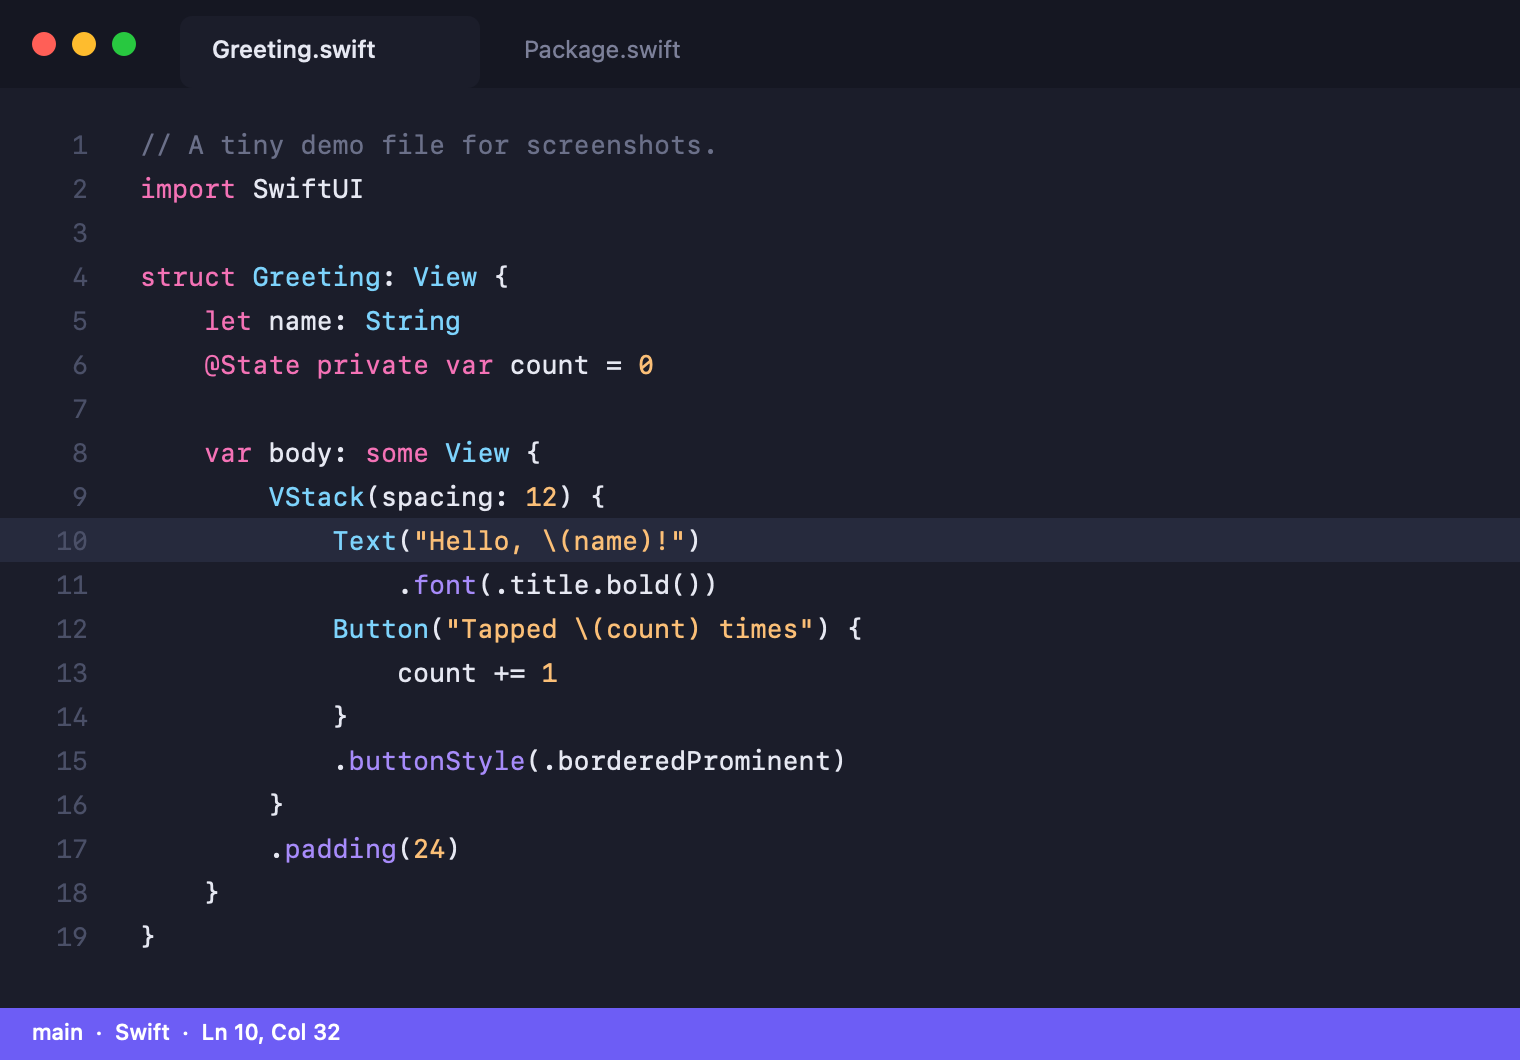 Greeting.swift Package.swift
1 // A tiny demo file for screenshots.
2 import SwiftUI
3
4 struct Greeting: View {
5     let name: String
6     @State private var count = 0
7
8     var body: some View {
9         VStack(spacing: 12) {
10             Text("Hello, \(name)!")
11                 .font(.title.bold())
12             Button("Tapped \(count) times") {
13                 count += 1
14             }
15             .buttonStyle(.borderedProminent)
16         }
17         .padding(24)
18     }
19 }
main · Swift · Ln 10, Col 32